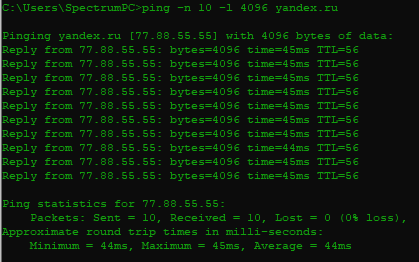 C:\Users\SpectrumPC>ping -n 10 -l 4096 yandex.ru
Pinging yandex.ru [77.88.55.55] with 4096 bytes of data:
Reply from 77.88.55.55: bytes=4096 time=45ms TTL=56
Reply from 77.88.55.55: bytes=4096 time=45ms TTL=56
Reply from 77.88.55.55: bytes=4096 time=45ms TTL=56
Reply from 77.88.55.55: bytes=4096 time=45ms TTL=56
Reply from 77.88.55.55: bytes=4096 time=45ms TTL=56
Reply from 77.88.55.55: bytes=4096 time=45ms TTL=56
Reply from 77.88.55.55: bytes=4096 time=45ms TTL=56
Reply from 77.88.55.55: bytes=4096 time=44ms TTL=56
Reply from 77.88.55.55: bytes=4096 time=45ms TTL=56
Reply from 77.88.55.55: bytes=4096 time=45ms TTL=56
Ping statistics for 77.88.55.55:
Packets: Sent = 10, Received = 10, Lost = 0 (0% loss),
Approximate round trip times in milli-seconds:
Minimum = 44ms, Maximum = 45ms, Average = 44ms